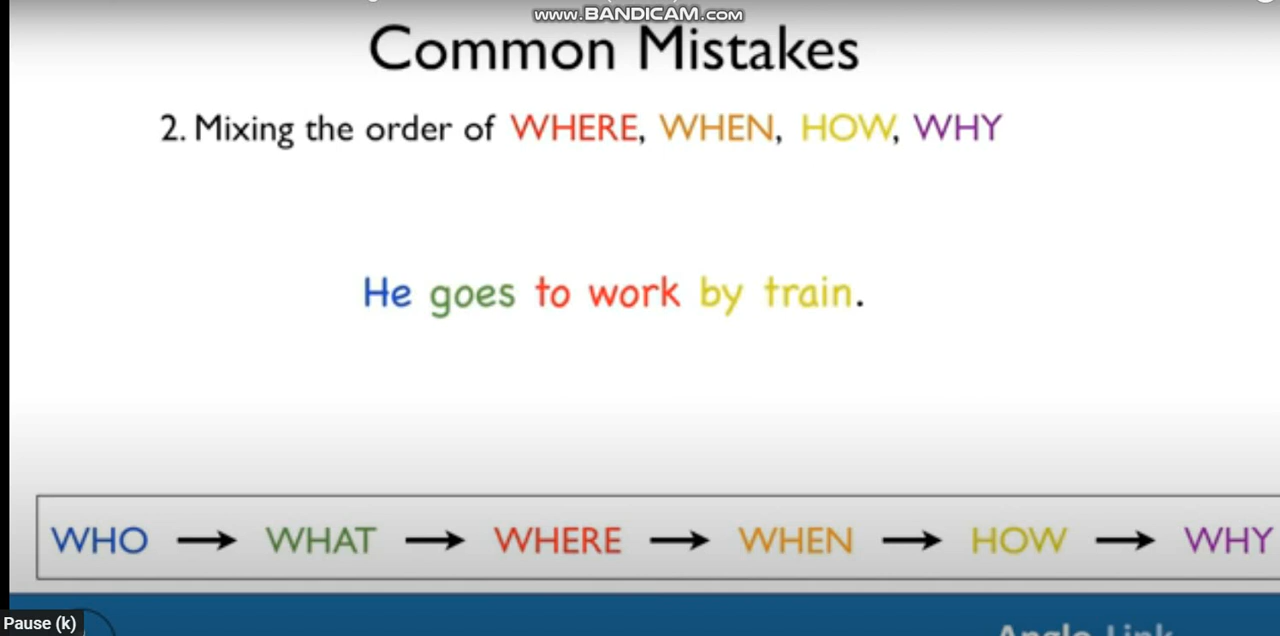 www.BANDICAM.com
Common Mistakes
2. Mixing the order of WHERE, WHEN, HOW, WHY
He goes to work by train.
WHO → WHAT → WHERE → WHEN → HOW → WHY
Pause (k)